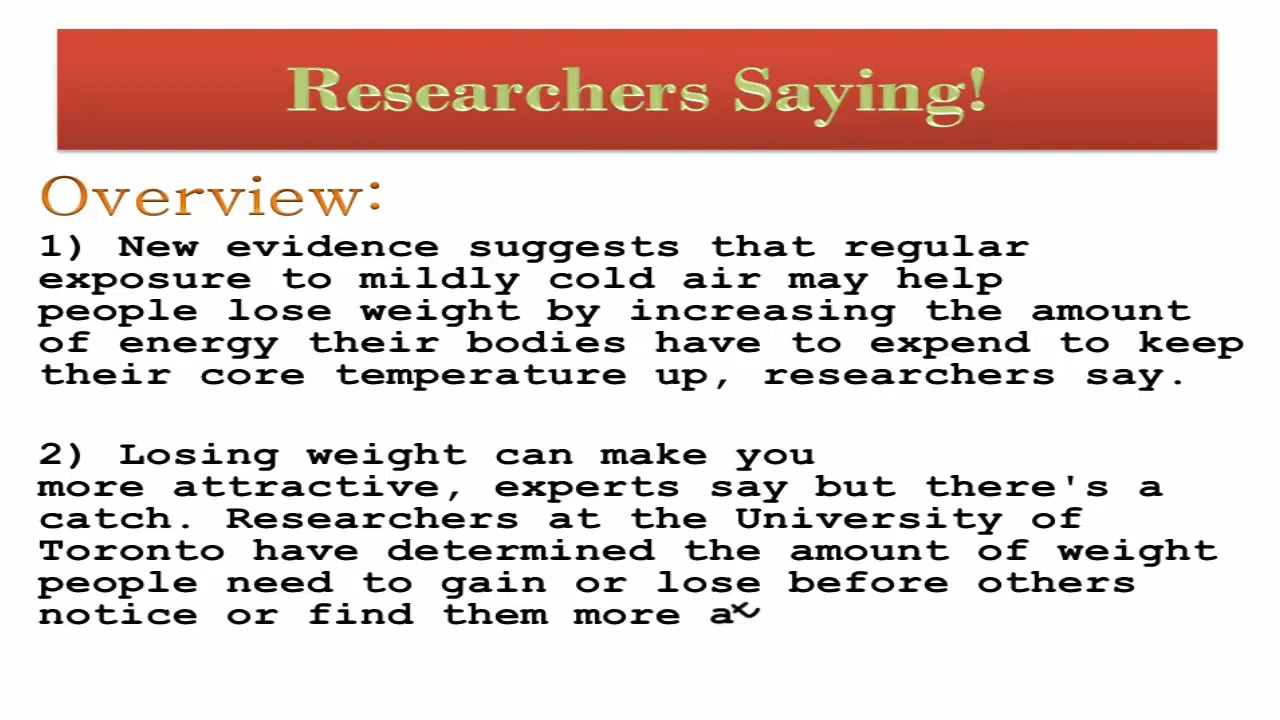 Researchers Saying!
Overview:
1) New evidence suggests that regular
exposure to mildly cold air may help
people lose weight by increasing the amount
of energy their bodies have to expend to keep
their core temperature up, researchers say.
2) Losing weight can make you
more attractive, experts say but there's a
catch. Researchers at the University of
Toronto have determined the amount of weight
people need to gain or lose before others
notice or find them more